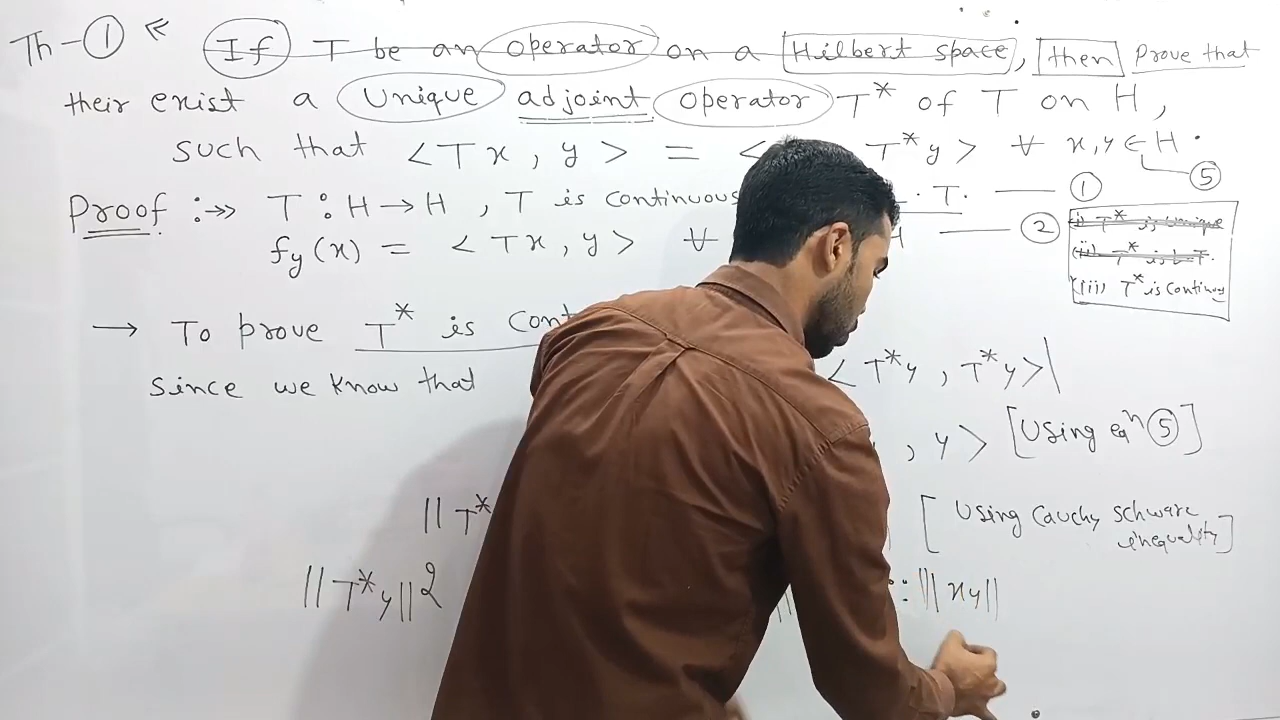 Th-① If T be an operator on a Hilbert space, then Prove that
their exist a Unique adjoint operator T* of T on H,
such that <Tx, y> = < T*y> ∀ x,y ∈ H. ⑤
Proof :→ T : H → H , T is continuous . T. — ①
f_y(x) = < Tx, y > ∀ H — ②
(i) T* is Unique
(ii) T* is L.T.
(iii) T* is continuous
→ To prove T* is
since we know that < T*y , T*y >|
, y > [Using eqⁿ ⑤]
|| T* [Using Cauchy Schwarz
inequality]
|| T*y ||² ∵ || xy ||